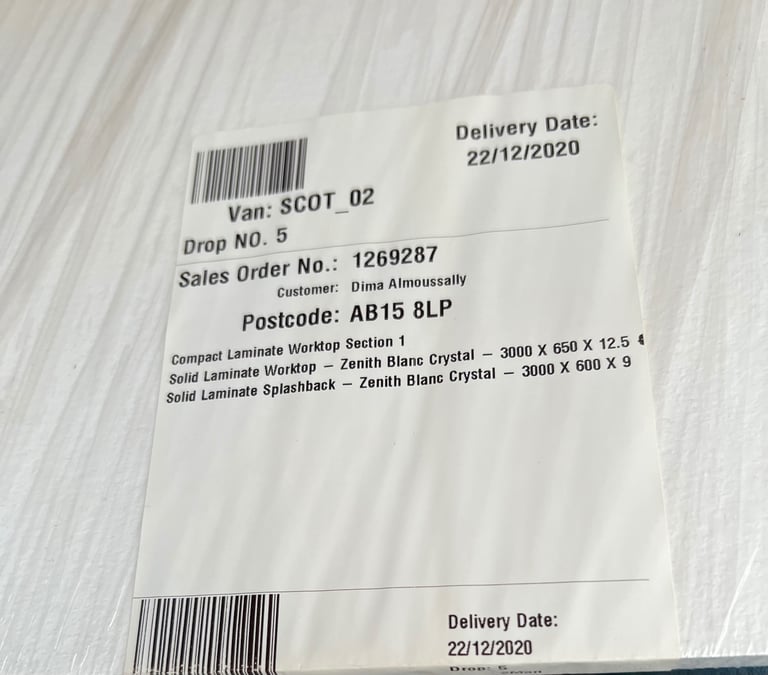 Delivery Date:
22/12/2020
Van: SCOT_02
Drop NO. 5
Sales Order No.: 1269287
Customer: Dima Almoussally
Postcode: AB15 8LP
Compact Laminate Worktop Section 1
Solid Laminate Worktop – Zenith Blanc Crystal – 3000 X 650 X 12.5
Solid Laminate Splashback – Zenith Blanc Crystal – 3000 X 600 X 9
Delivery Date:
22/12/2020